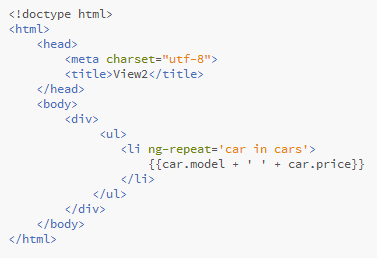 <!doctype html>
<html>
    <head>
        <meta charset="utf-8">
        <title>View2</title>
    </head>
    <body>
        <div>
             <ul>
                <li ng-repeat='car in cars'>
                    {{car.model + ' ' + car.price}}
                </li>
            </ul>
        </div>
    </body>
</html>